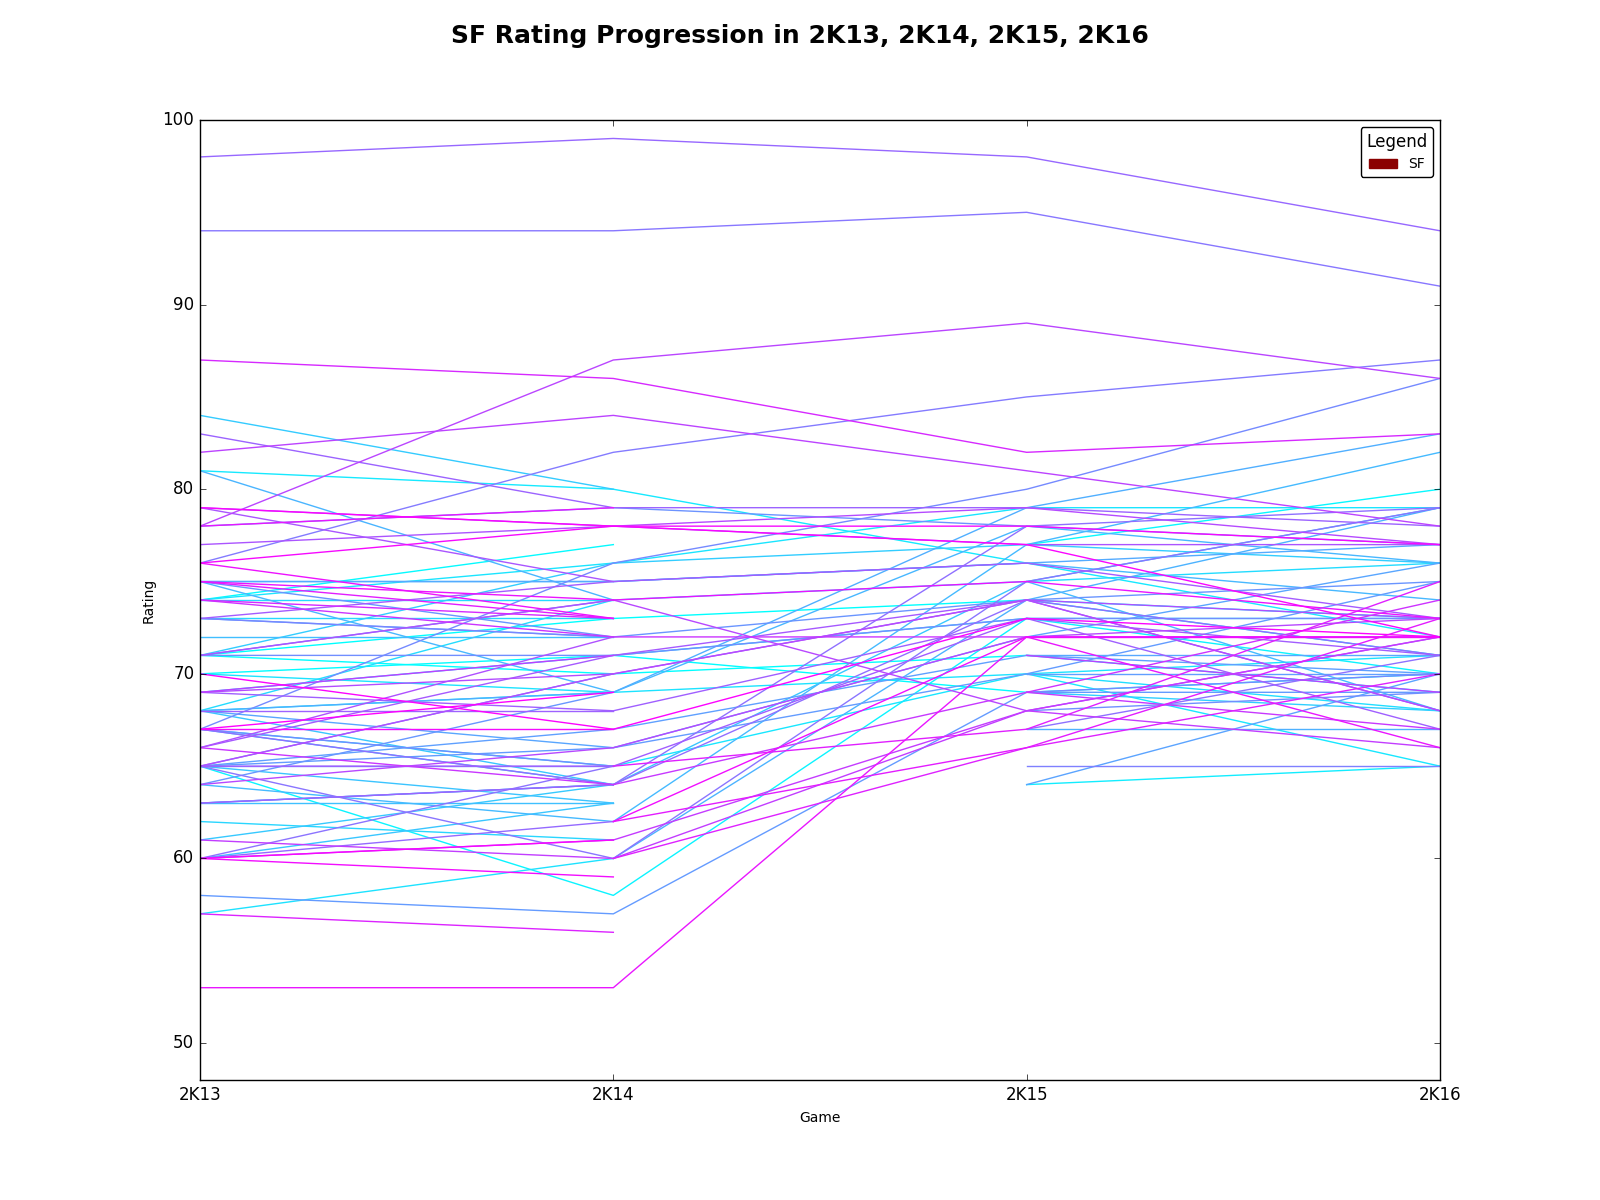 SF Rating Progression in 2K13, 2K14, 2K15, 2K16
100
Legend
SF
90
80
Rating
70
60
50
2K13 2K14 2K15 2K16
Game